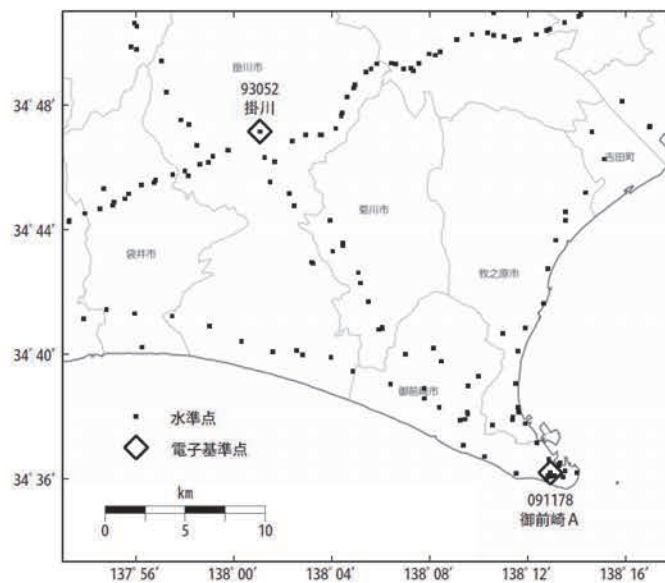 34˚ 48'
34˚ 44'
34˚ 40'
34˚ 36'
掛川市
93052
掛川
吉田町
菊川市
袋井市
牧之原市
御前崎市
水準点
電子基準点
km
0 5 10
091178
御前崎A
137˚ 56' 138˚ 00' 138˚ 04' 138˚ 08' 138˚ 12' 138˚ 16'